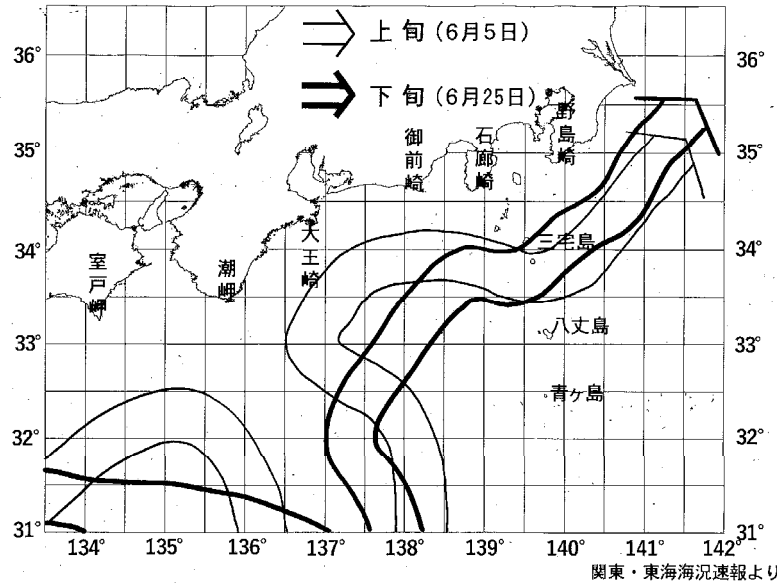 上 旬 (6月5日)
下 旬 (6月25日)
36°
36°
35°
35°
34°
34°
33°
33°
32°
32°
31°
31°
野島崎
石廊崎
御前崎
大王崎
潮岬
室戸岬
三宅島
八丈島
青ヶ島
134°
135°
136°
137°
138°
139°
140°
141°
142°
関東・東海海況速報より